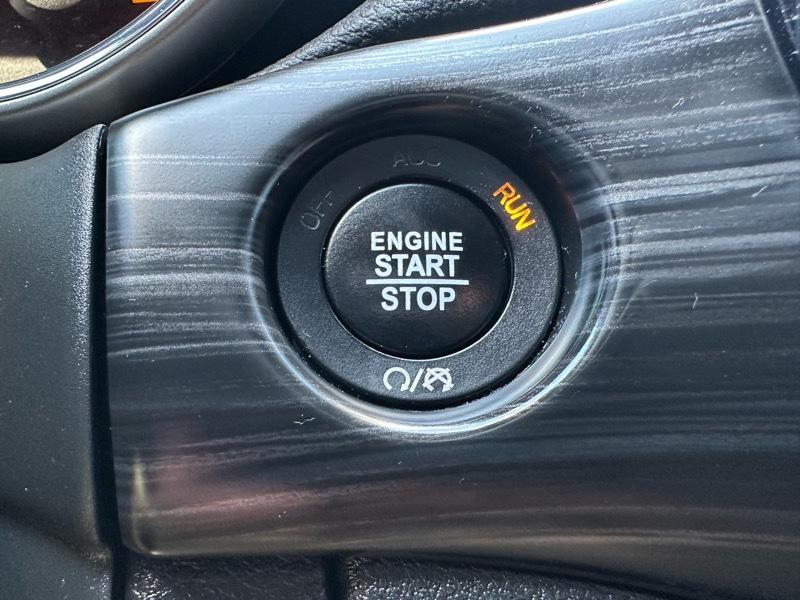 ACC
OFF
RUN
ENGINE
START
STOP